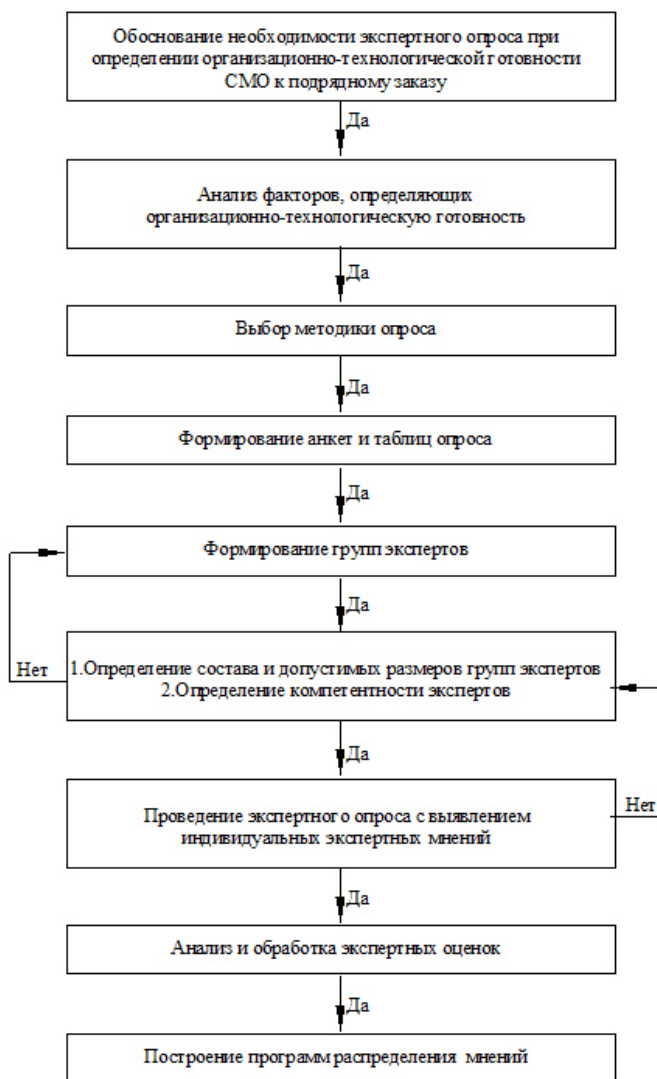 Обоснование необходимости экспертного опроса при
определении организационно-технологической готовности
СМО к подрядному заказу
Да
Анализ факторов, определяющих
организационно-технологическую готовность
Да
Выбор методики опроса
Да
Формирование анкет и таблиц опроса
Да
Формирование групп экспертов
Да
Нет
1.Определение состава и допустимых размеров групп экспертов
2.Определение компетентности экспертов
Да
Проведение экспертного опроса с выявлением
индивидуальных экспертных мнений
Нет
Да
Анализ и обработка экспертных оценок
Да
Построение программ распределения мнений